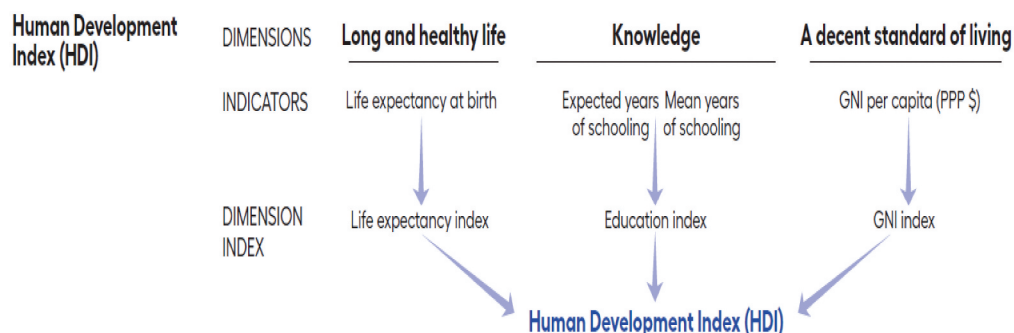 Human Development
Index (HDI)
DIMENSIONS
Long and healthy life
Knowledge
A decent standard of living
INDICATORS
Life expectancy at birth
Expected years
of schooling
Mean years
of schooling
GNI per capita (PPP $)
DIMENSION
INDEX
Life expectancy index
Education index
GNI index
Human Development Index (HDI)